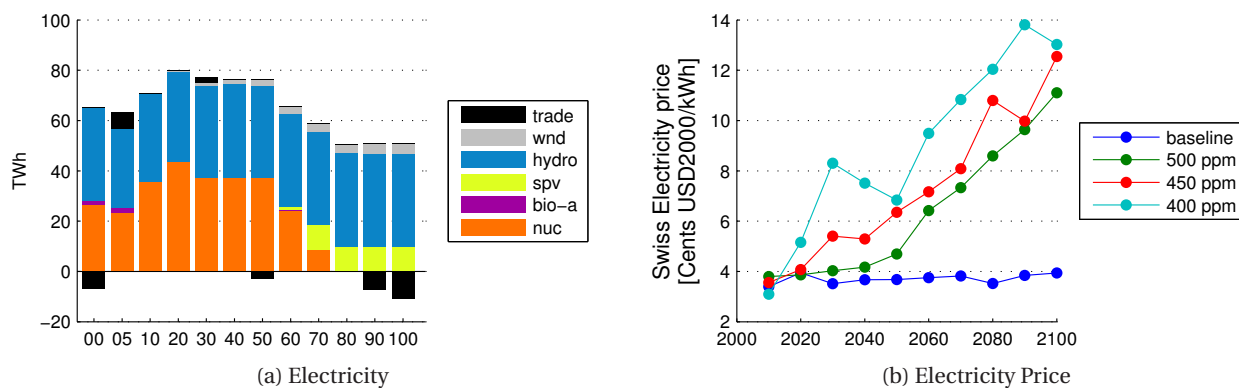 100
80
60
40
20
0
−20
TWh
00 05 10 20 30 40 50 60 70 80 90 100
trade
wnd
hydro
spv
bio−a
nuc
(a) Electricity
14
12
10
8
6
4
2
Swiss Electricity price
[Cents USD2000/kWh]
2000 2020 2040 2060 2080 2100
baseline
500 ppm
450 ppm
400 ppm
(b) Electricity Price